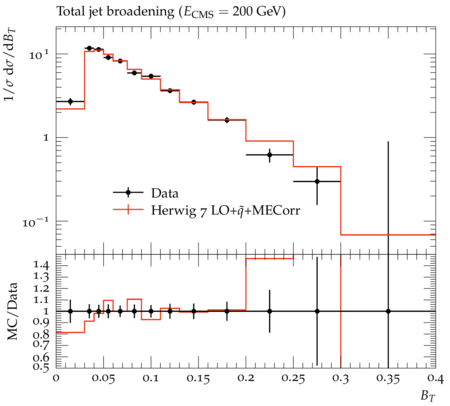 Total jet broadening (E_CMS = 200 GeV)
1/σ dσ/dB_T
10^1
1
10^−1
Data
Herwig 7 LO+q̃+MECorr
MC/Data
1.4
1.3
1.2
1.1
1
0.9
0.8
0.7
0.6
0.5
0 0.05 0.1 0.15 0.2 0.25 0.3 0.35 0.4
B_T